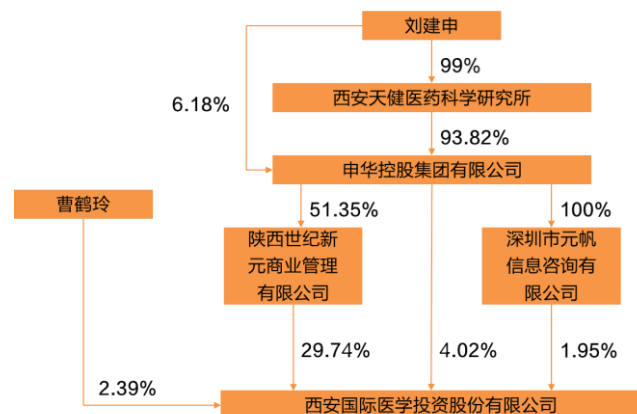 刘建申
99%
西安天健医药科学研究所
6.18%
93.82%
申华控股集团有限公司
曹鹤玲
51.35%
100%
陕西世纪新
元商业管理
有限公司
深圳市元帆
信息咨询有
限公司
29.74%
4.02%
1.95%
2.39%
西安国际医学投资股份有限公司